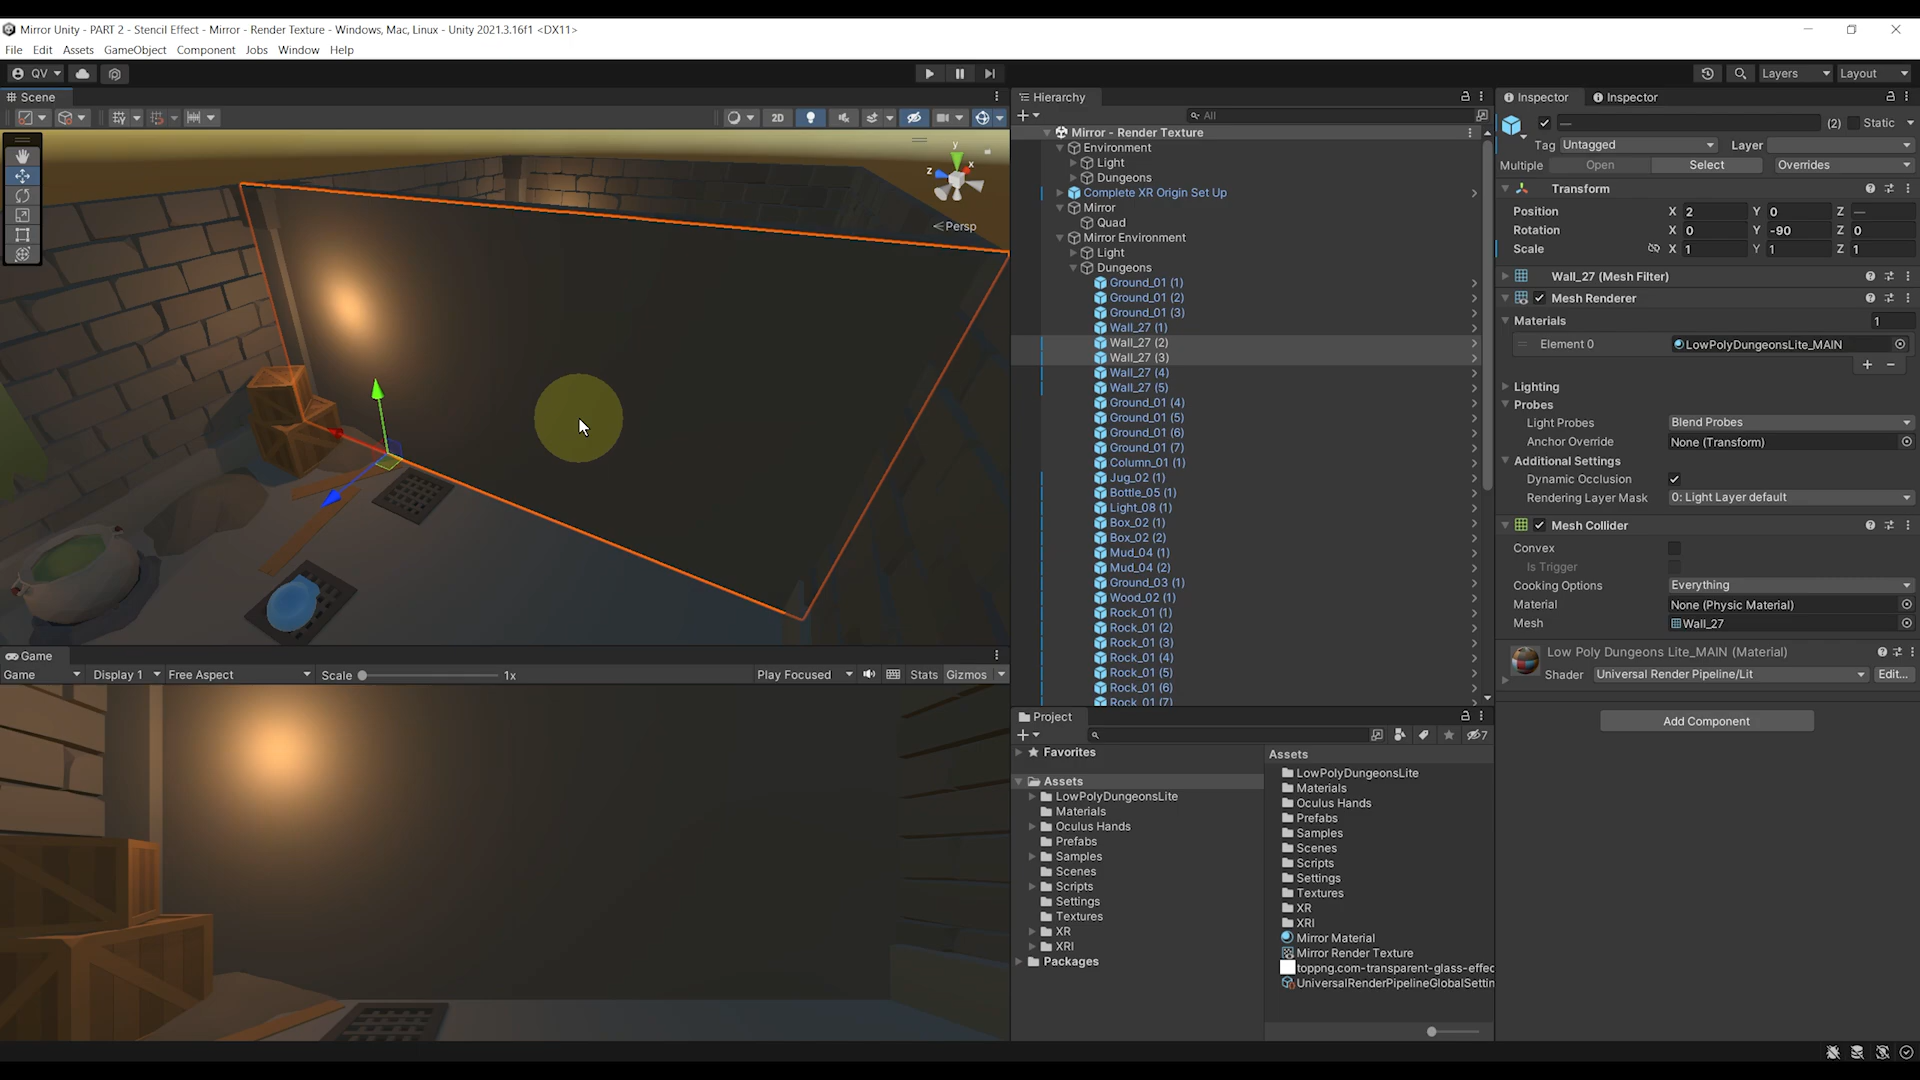 Mirror Unity - PART 2 - Stencil Effect - Mirror - Render Texture - Windows, Mac, Linux - Unity 2021.3.16f1 <DX11>
File Edit Assets GameObject Component Jobs Window Help
QV Layers Layout
Scene
2D
y
x
z
Persp
Game
Game Display 1 Free Aspect Scale 1x Play Focused Stats Gizmos
Hierarchy
All
Mirror - Render Texture
Environment
Light
Dungeons
Complete XR Origin Set Up
Mirror
Quad
Mirror Environment
Light
Dungeons
Ground_01 (1)
Ground_01 (2)
Ground_01 (3)
Wall_27 (1)
Wall_27 (2)
Wall_27 (3)
Wall_27 (4)
Wall_27 (5)
Ground_01 (4)
Ground_01 (5)
Ground_01 (6)
Ground_01 (7)
Column_01 (1)
Jug_02 (1)
Bottle_05 (1)
Light_08 (1)
Box_02 (1)
Box_02 (2)
Mud_04 (1)
Mud_04 (2)
Ground_03 (1)
Wood_02 (1)
Rock_01 (1)
Rock_01 (2)
Rock_01 (3)
Rock_01 (4)
Rock_01 (5)
Rock_01 (6)
Rock_01 (7)
Project
7
Favorites
Assets
LowPolyDungeonsLite
Materials
Oculus Hands
Prefabs
Samples
Scenes
Scripts
Settings
Textures
XR
XRI
Packages
Assets
LowPolyDungeonsLite
Materials
Oculus Hands
Prefabs
Samples
Scenes
Scripts
Settings
Textures
XR
XRI
Mirror Material
Mirror Render Texture
toppng.com-transparent-glass-effec
UniversalRenderPipelineGlobalSettin
Inspector Inspector
— (2) Static
Tag Untagged Layer
Multiple Open Select Overrides
Transform
Position X 2 Y 0 Z —
Rotation X 0 Y -90 Z 0
Scale X 1 Y 1 Z 1
Wall_27 (Mesh Filter)
Mesh Renderer
Materials 1
Element 0 LowPolyDungeonsLite_MAIN
Lighting
Probes
Light Probes Blend Probes
Anchor Override None (Transform)
Additional Settings
Dynamic Occlusion
Rendering Layer Mask 0: Light Layer default
Mesh Collider
Convex
Is Trigger
Cooking Options Everything
Material None (Physic Material)
Mesh Wall_27
Low Poly Dungeons Lite_MAIN (Material)
Shader Universal Render Pipeline/Lit Edit...
Add Component